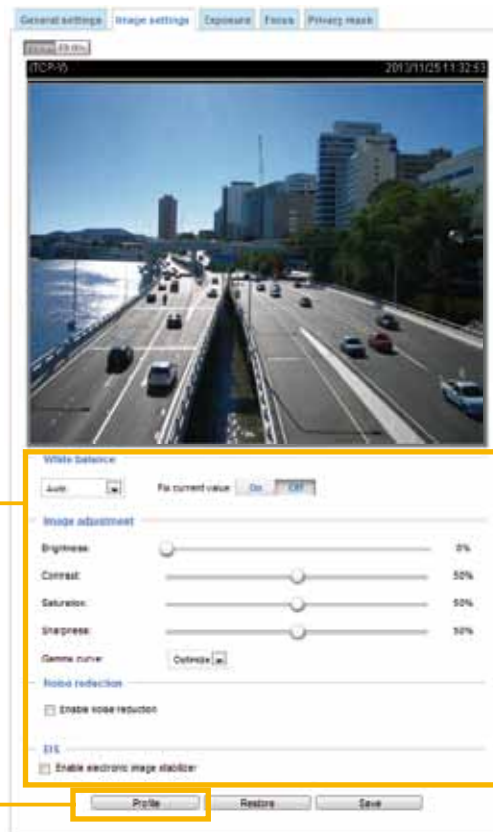 General settings Image settings Exposure Focus Privacy mask
(TCP-V) 2013/11/25 11:32:53
White balance
Auto Fix current value: On Off
Image adjustment
Brightness: 0%
Contrast: 50%
Saturation: 50%
Sharpness: 50%
Gamma curve: Optimize
Noise reduction
Enable noise reduction
EIS
Enable electronic image stabilizer
Profile Restore Save